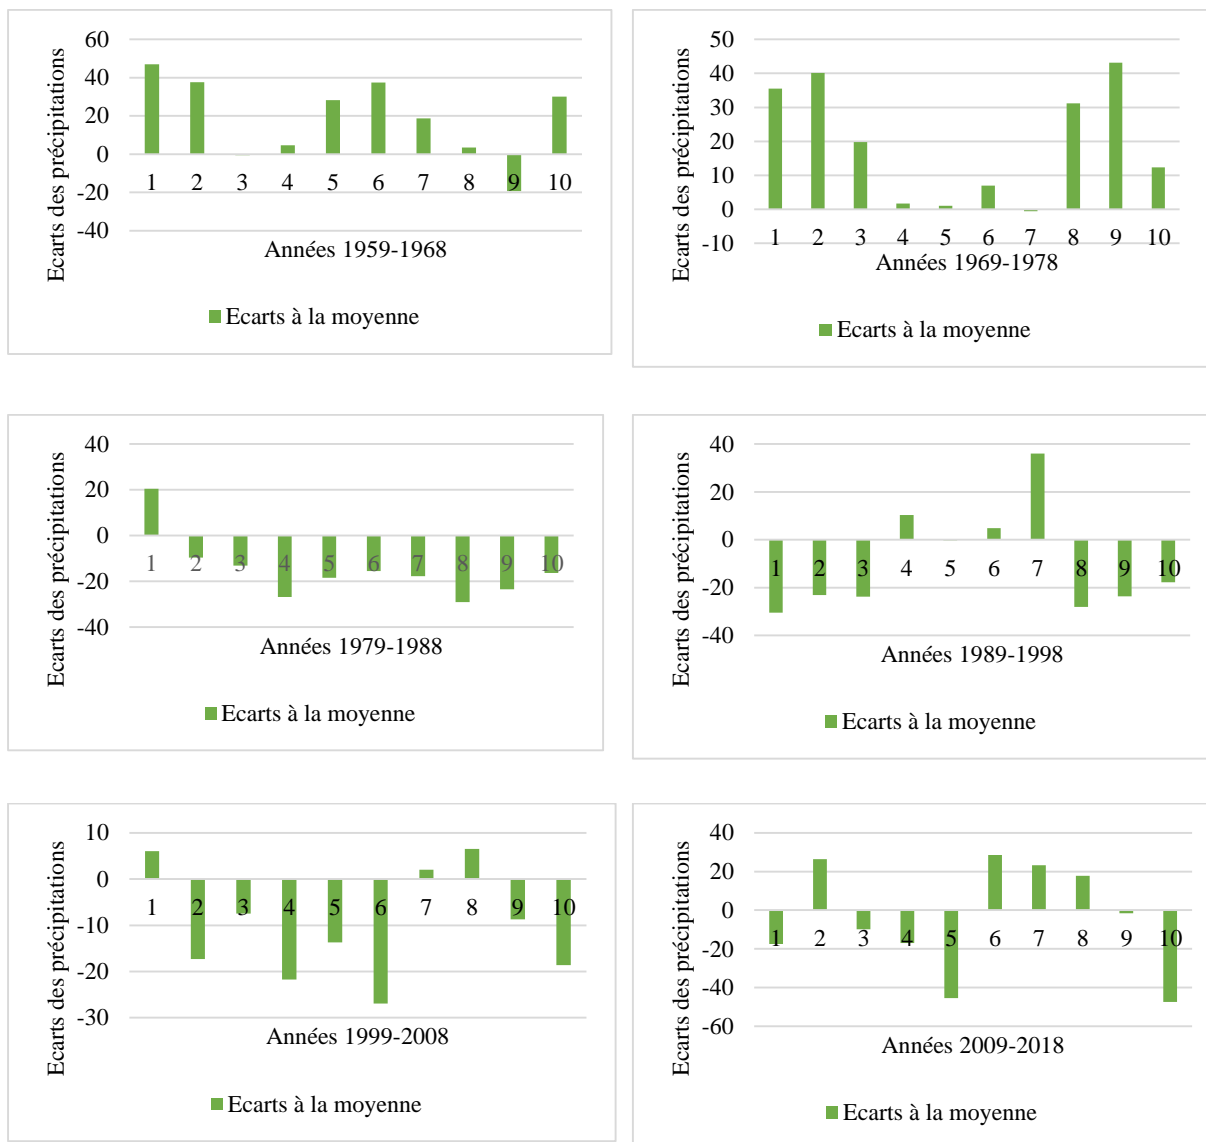 Ecarts des précipitations
60
40
20
0
-20
-40
1 2 3 4 5 6 7 8 9 10
Années 1959-1968
Ecarts à la moyenne
Ecarts des précipitations
50
40
30
20
10
0
-10
1 2 3 4 5 6 7 8 9 10
Années 1969-1978
Ecarts à la moyenne
Ecarts des précipitations
40
20
0
-20
-40
1 2 3 4 5 6 7 8 9 10
Années 1979-1988
Ecarts à la moyenne
Ecarts des précipitations
40
20
0
-20
-40
1 2 3 4 5 6 7 8 9 10
Années 1989-1998
Ecarts à la moyenne
Ecarts des précipitations
10
0
-10
-20
-30
1 2 3 4 5 6 7 8 9 10
Années 1999-2008
Ecarts à la moyenne
Ecarts des précipitations
40
20
0
-20
-40
-60
1 2 3 4 5 6 7 8 9 10
Années 2009-2018
Ecarts à la moyenne